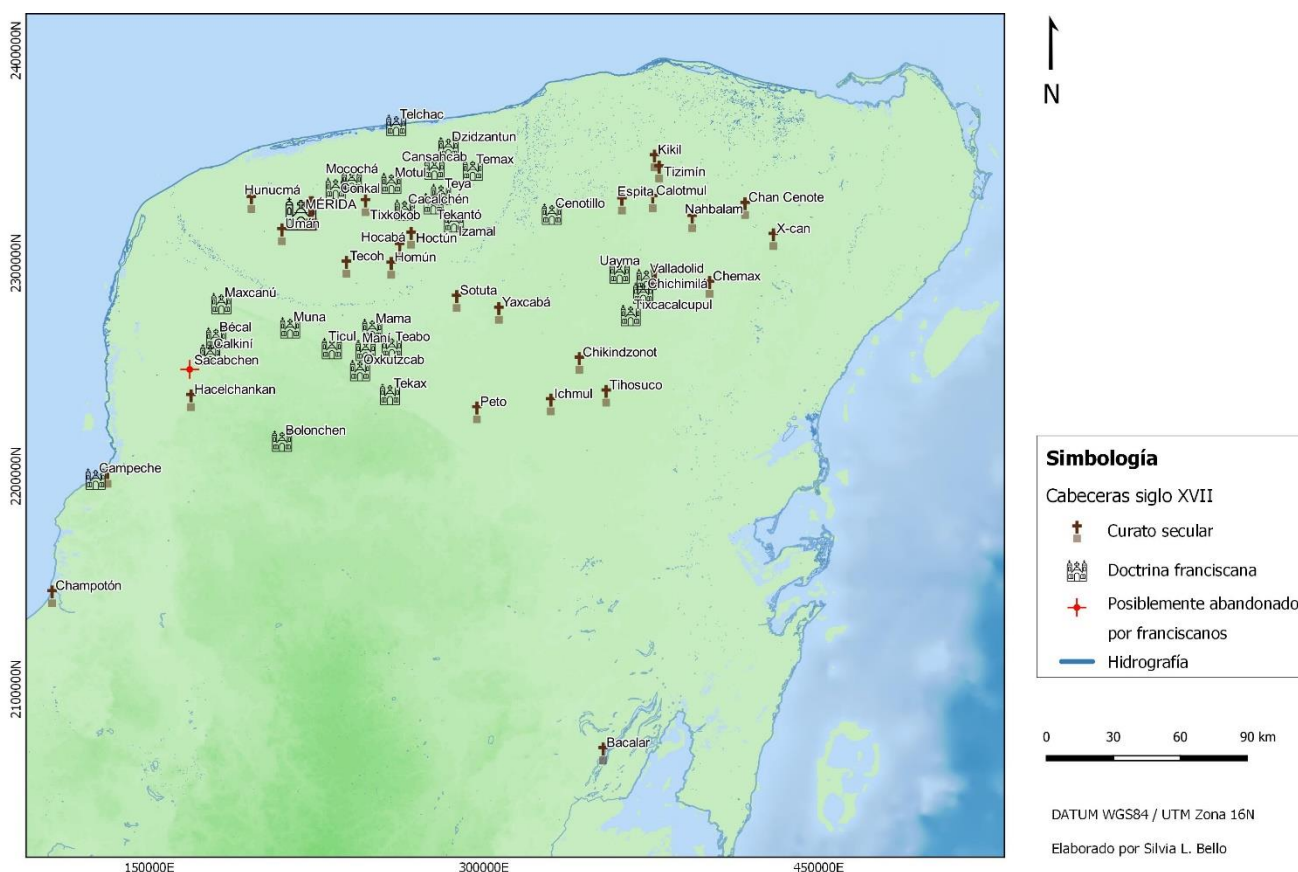 2400000N
2300000N
2200000N
2100000N
150000E
300000E
450000E
Telchac
Dzidzantun
Cansahcab
Temax
Mocochá
Motul
Conkal
Teya
Hunucmá
MÉRIDA
Cacalchén
Tixkokob
Tekantó
Umán
Izamal
Hocabá
Hoctún
Tecoh
Homún
Kikil
Tizimín
Espita
Calotmul
Chan Cenote
Cenotillo
Nahbalam
X-can
Uayma
Valladolid
Chemax
Chichimilá
Tixcacalcupul
Maxcanú
Sotuta
Yaxcabá
Muna
Mama
Bécal
Ticul
Maní
Teabo
Calkiní
Sacabchen
Oxkutzcab
Chikindzonot
Hacelchankan
Tekax
Peto
Ichmul
Tihosuco
Bolonchen
Campeche
Champotón
Bacalar
N
Simbología
Cabeceras siglo XVII
Curato secular
Doctrina franciscana
Posiblemente abandonado
por franciscanos
Hidrografía
0 30 60 90 km
DATUM WGS84 / UTM Zona 16N
Elaborado por Silvia L. Bello